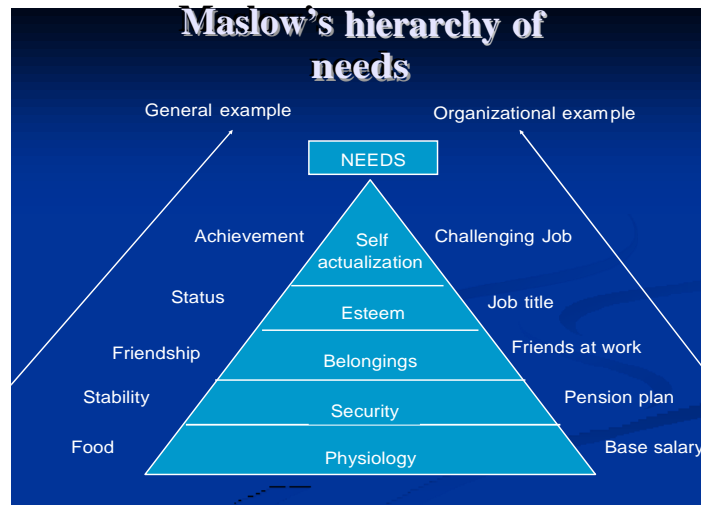 Maslow's hierarchy of
needs
General example
Organizational example
NEEDS
Achievement
Self
actualization
Challenging Job
Status
Esteem
Job title
Friendship
Belongings
Friends at work
Stability
Security
Pension plan
Food
Physiology
Base salary